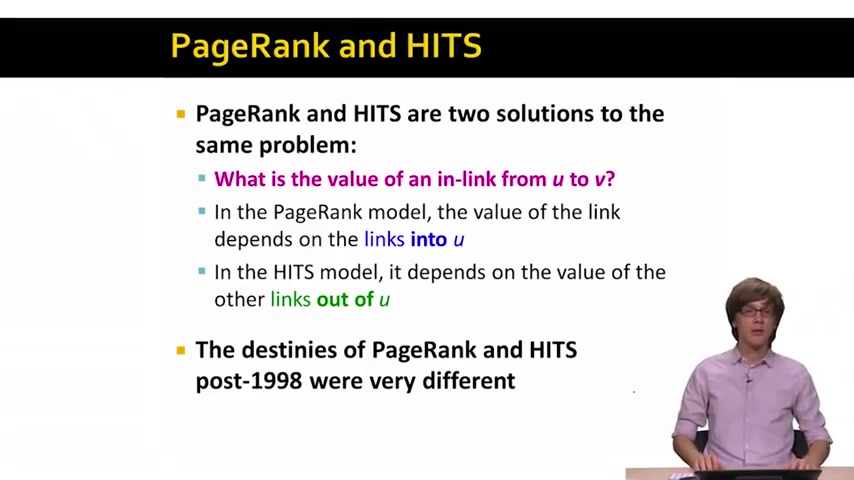 PageRank and HITS
PageRank and HITS are two solutions to the
same problem:
What is the value of an in-link from u to v?
In the PageRank model, the value of the link
depends on the links into u
In the HITS model, it depends on the value of the
other links out of u
The destinies of PageRank and HITS
post-1998 were very different